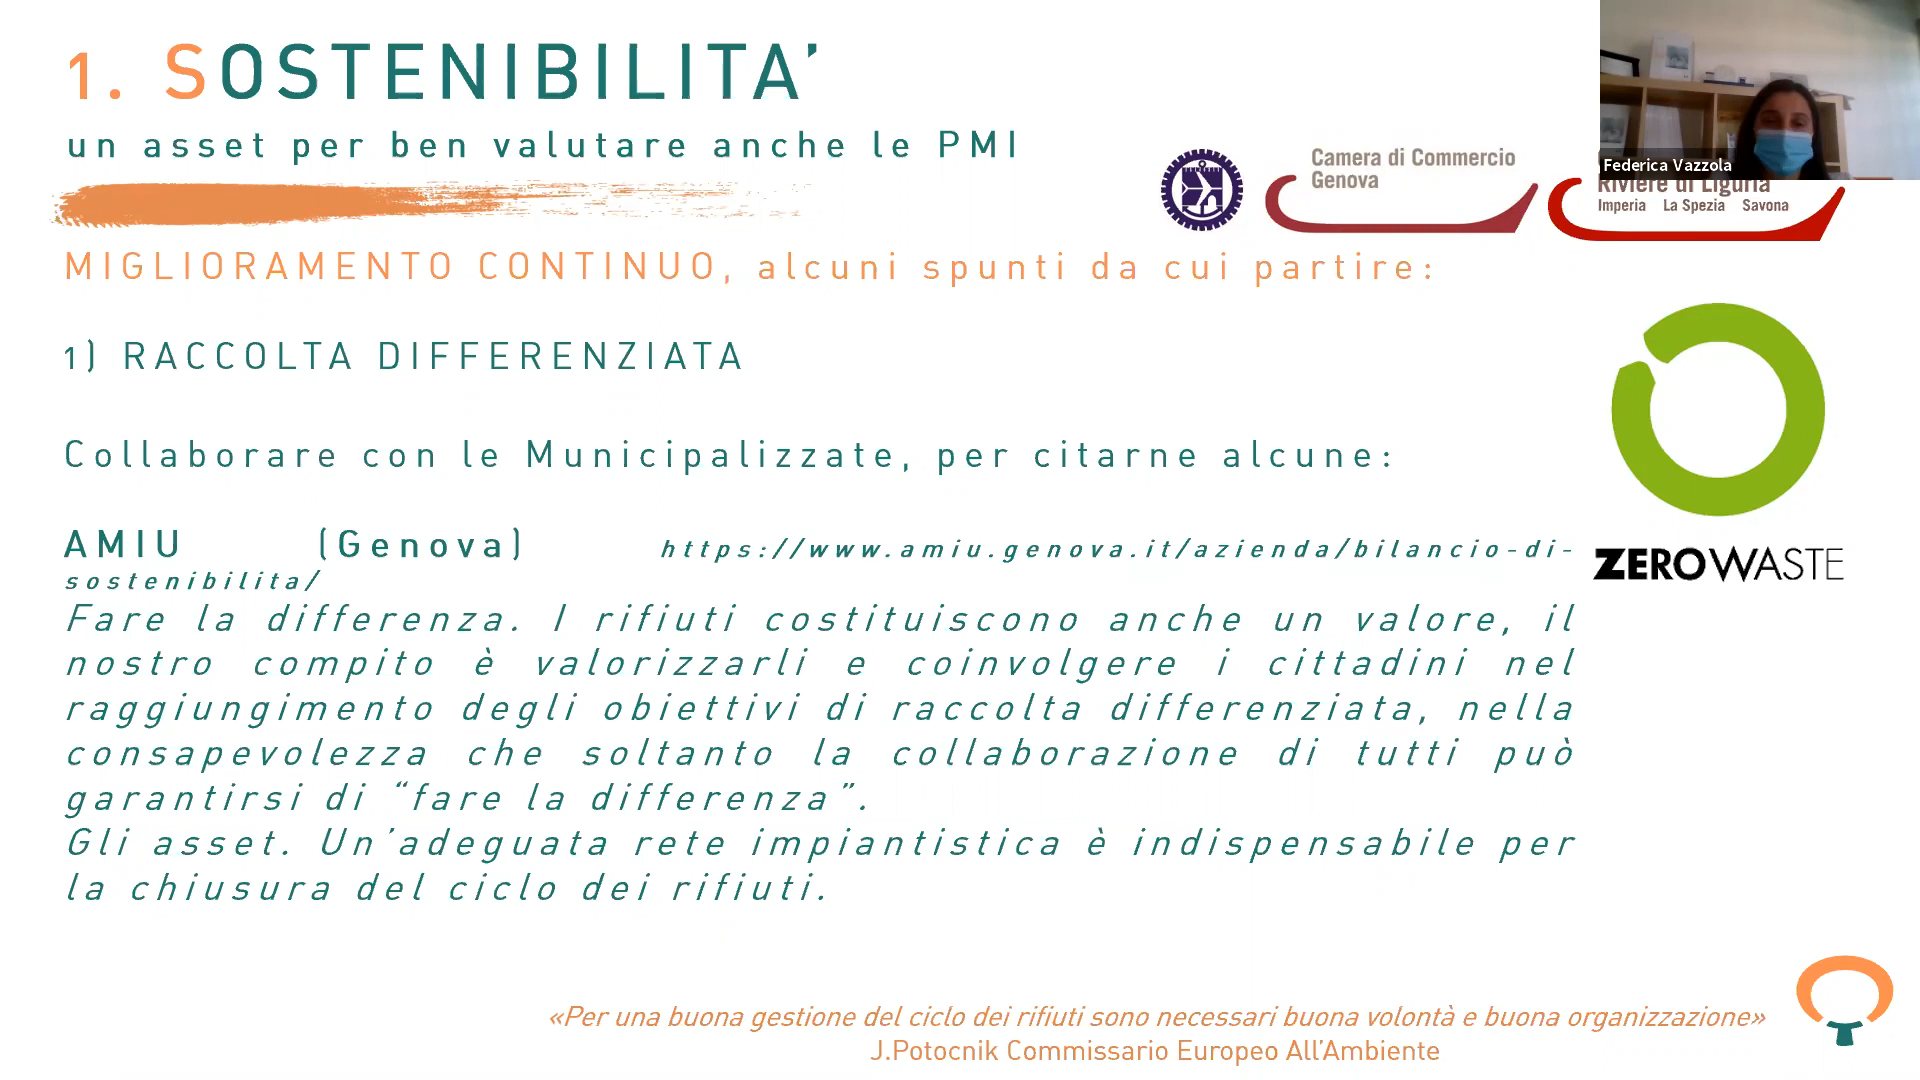 1. SOSTENIBILITA’
un asset per ben valutare anche le PMI
Federica Vazzola
Camera di Commercio
Genova
Riviere di Liguria
Imperia La Spezia Savona
MIGLIORAMENTO CONTINUO, alcuni spunti da cui partire:
1) RACCOLTA DIFFERENZIATA
Collaborare con le Municipalizzate, per citarne alcune:
AMIU (Genova) https://www.amiu.genova.it/azienda/bilancio-di-
sostenibilita/
ZEROWASTE
Fare la differenza. I rifiuti costituiscono anche un valore, il
nostro compito è valorizzarli e coinvolgere i cittadini nel
raggiungimento degli obiettivi di raccolta differenziata, nella
consapevolezza che soltanto la collaborazione di tutti può
garantirsi di “fare la differenza”.
Gli asset. Un’adeguata rete impiantistica è indispensabile per
la chiusura del ciclo dei rifiuti.
«Per una buona gestione del ciclo dei rifiuti sono necessari buona volontà e buona organizzazione»
J.Potocnik Commissario Europeo All’Ambiente